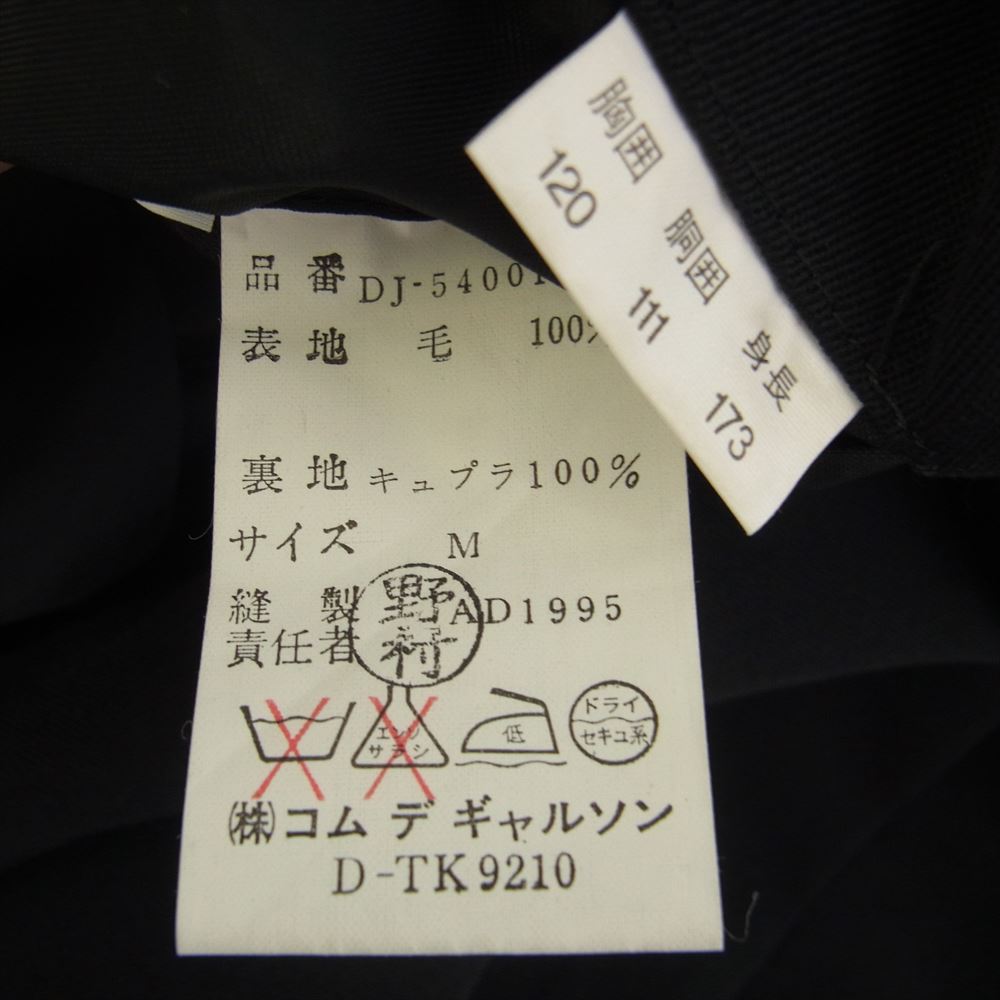 胸囲 胴囲 身長
120 111 173
品番 DJ-54001
表地 毛 100%
裏地 キュプラ100%
サイズ M
縫製 AD1995
責任者
野村
エンソ
サラシ
低
ドライ
セキユ系
㈱コム デ ギャルソン
D-TK9210